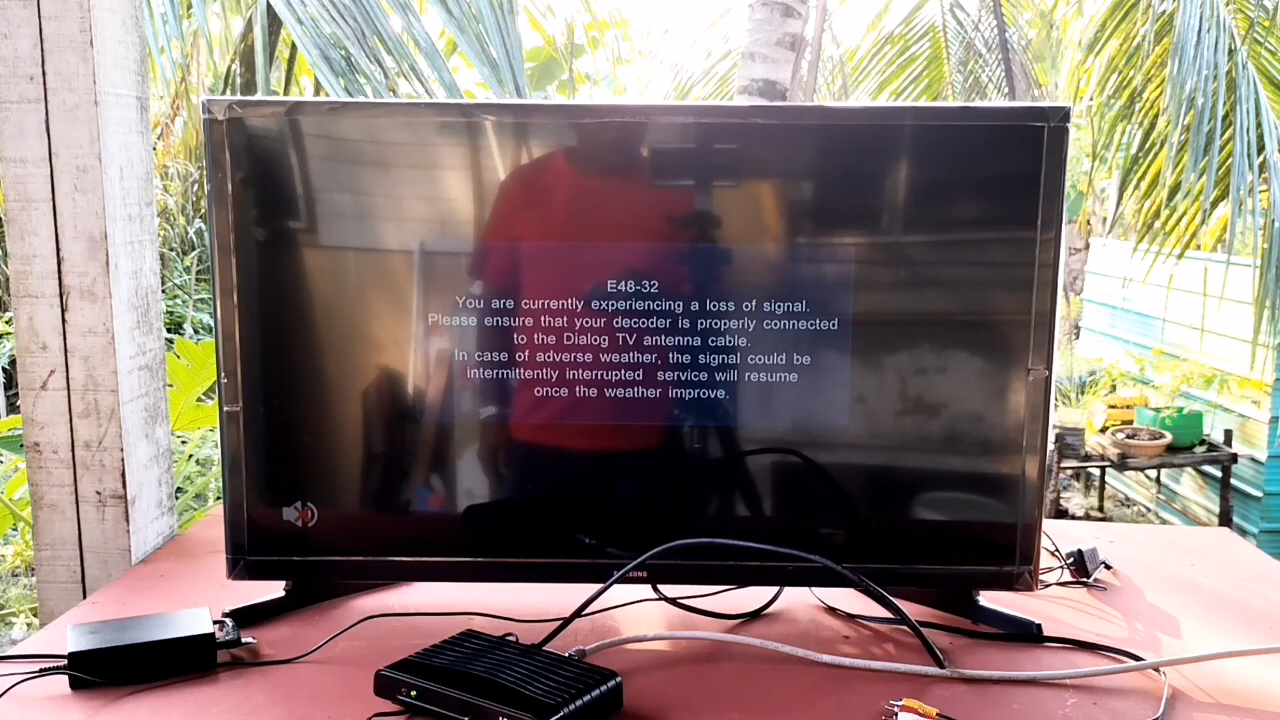 E48-32
You are currently experiencing a loss of signal.
Please ensure that your decoder is properly connected
to the Dialog TV antenna cable.
In case of adverse weather, the signal could be
intermittently interrupted service will resume
once the weather improve.
SAMSUNG